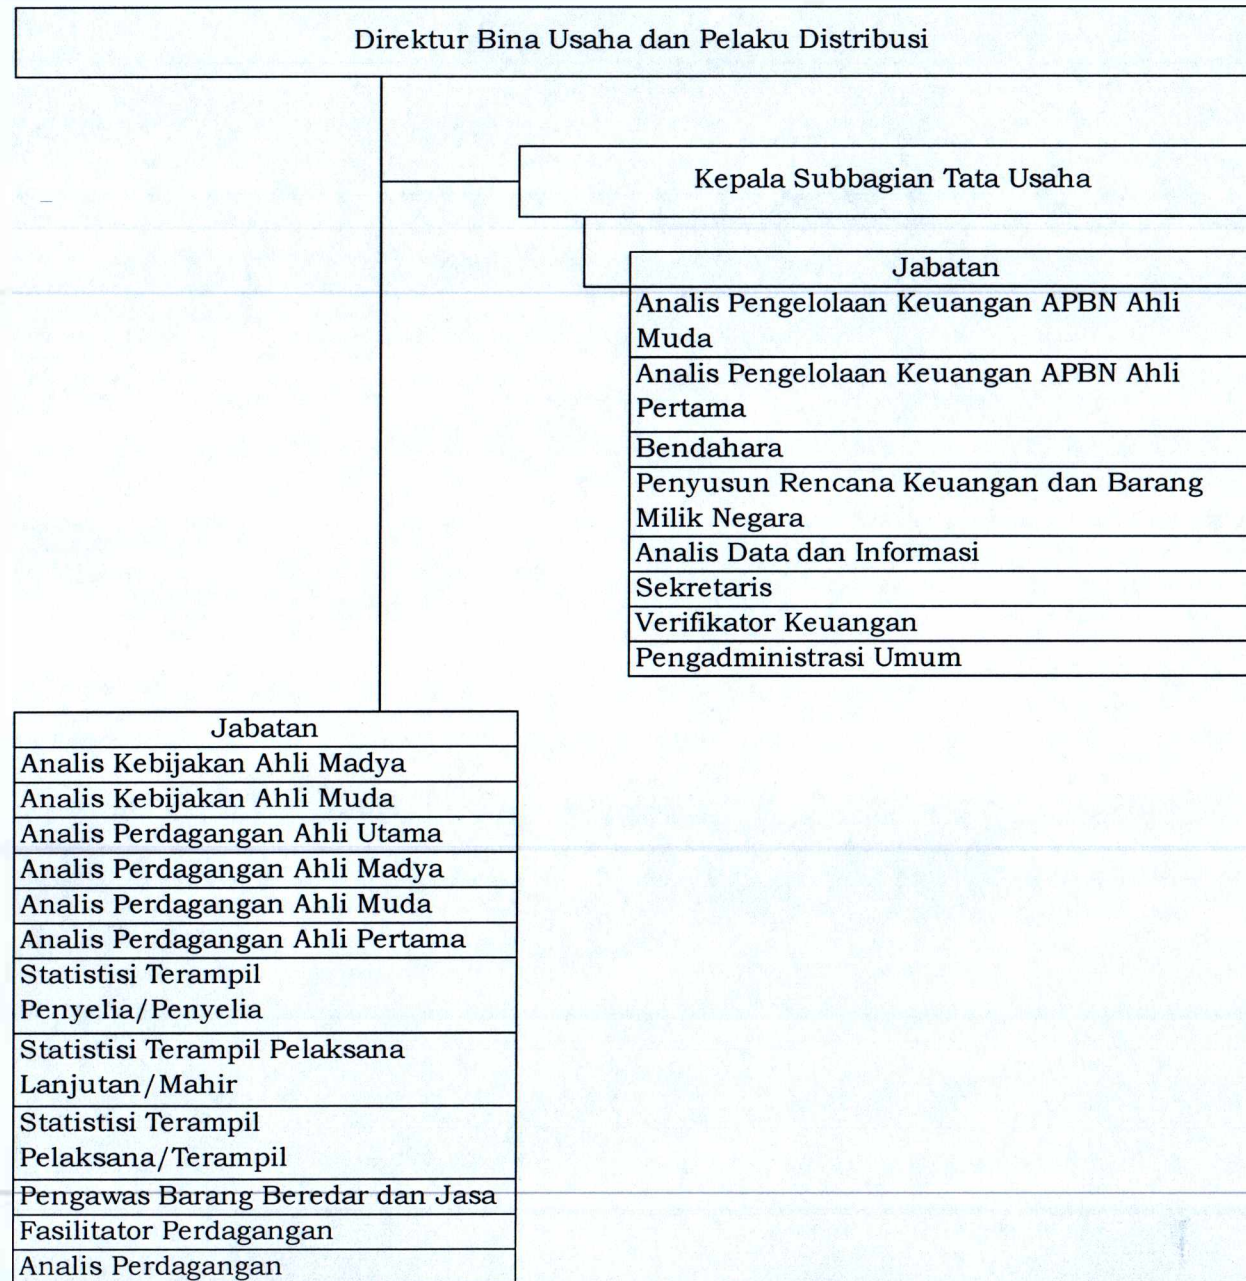 Direktur Bina Usaha dan Pelaku Distribusi
Kepala Subbagian Tata Usaha
Jabatan
Analis Pengelolaan Keuangan APBN Ahli
Muda
Analis Pengelolaan Keuangan APBN Ahli
Pertama
Bendahara
Penyusun Rencana Keuangan dan Barang
Milik Negara
Analis Data dan Informasi
Sekretaris
Verifikator Keuangan
Pengadministrasi Umum
Jabatan
Analis Kebijakan Ahli Madya
Analis Kebijakan Ahli Muda
Analis Perdagangan Ahli Utama
Analis Perdagangan Ahli Madya
Analis Perdagangan Ahli Muda
Analis Perdagangan Ahli Pertama
Statistisi Terampil
Penyelia/Penyelia
Statistisi Terampil Pelaksana
Lanjutan/Mahir
Statistisi Terampil
Pelaksana/Terampil
Pengawas Barang Beredar dan Jasa
Fasilitator Perdagangan
Analis Perdagangan